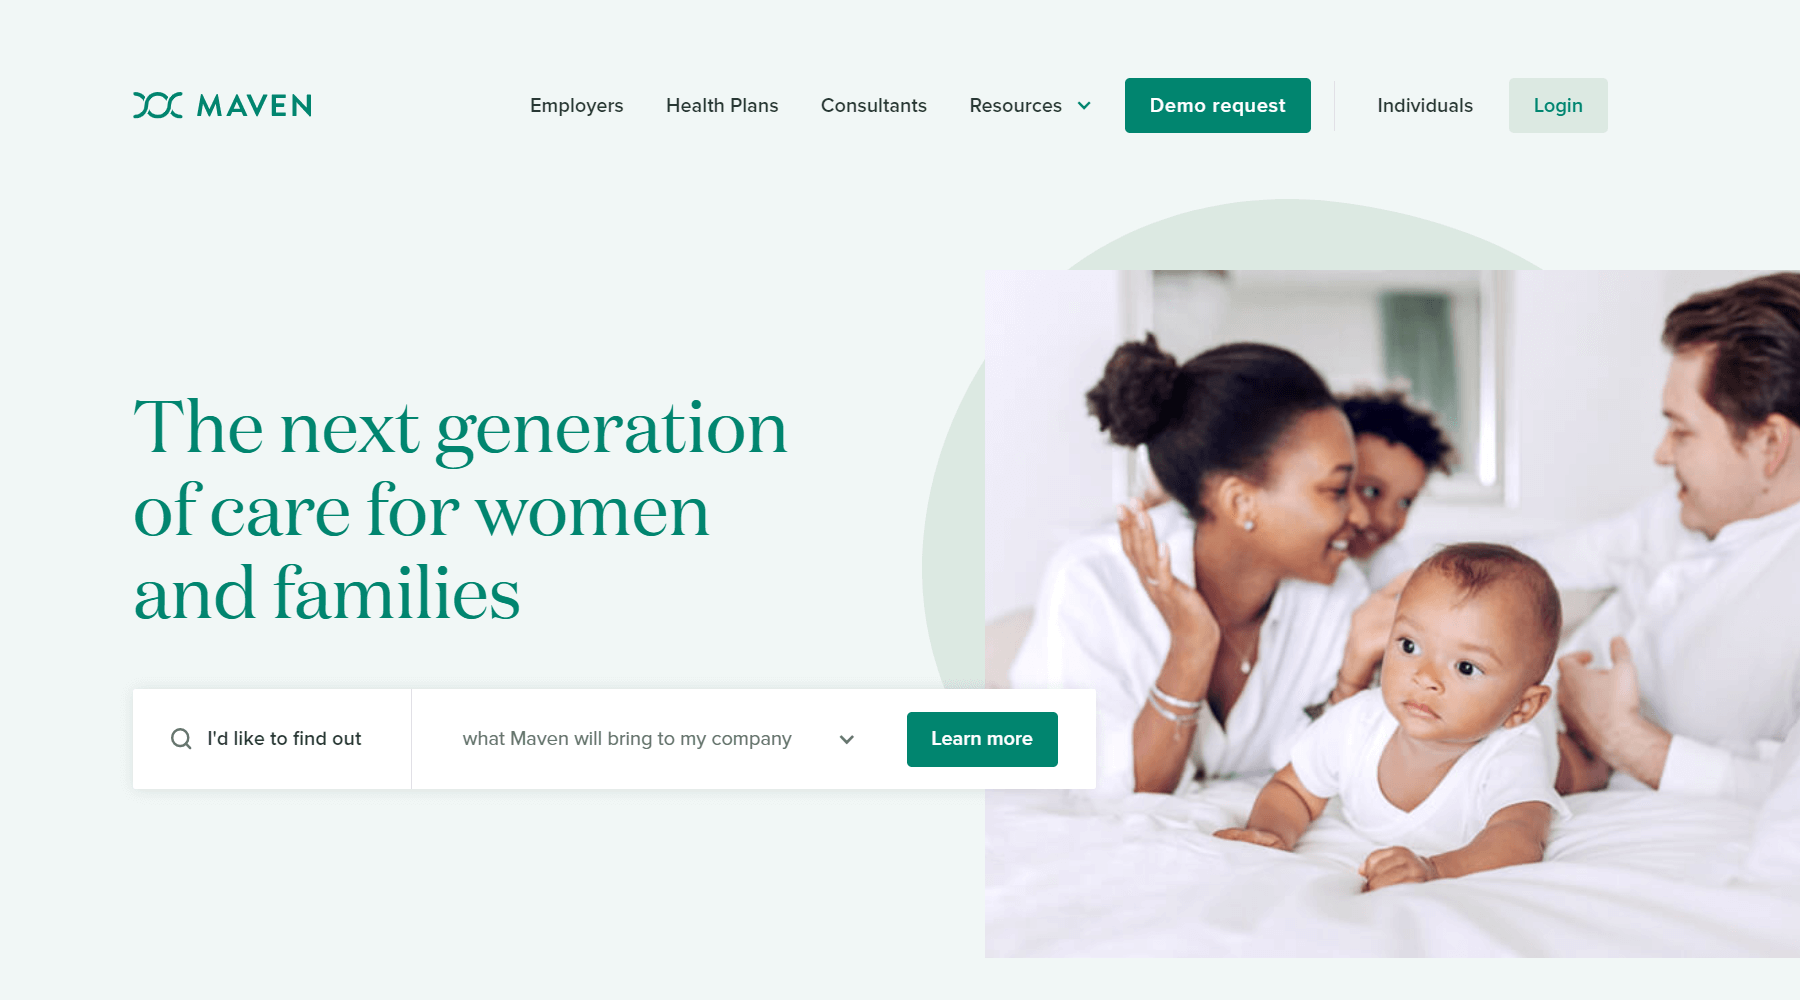 MAVEN
Employers
Health Plans
Consultants
Resources
Demo request
Individuals
Login
The next generation
of care for women
and families
I'd like to find out
what Maven will bring to my company
Learn more